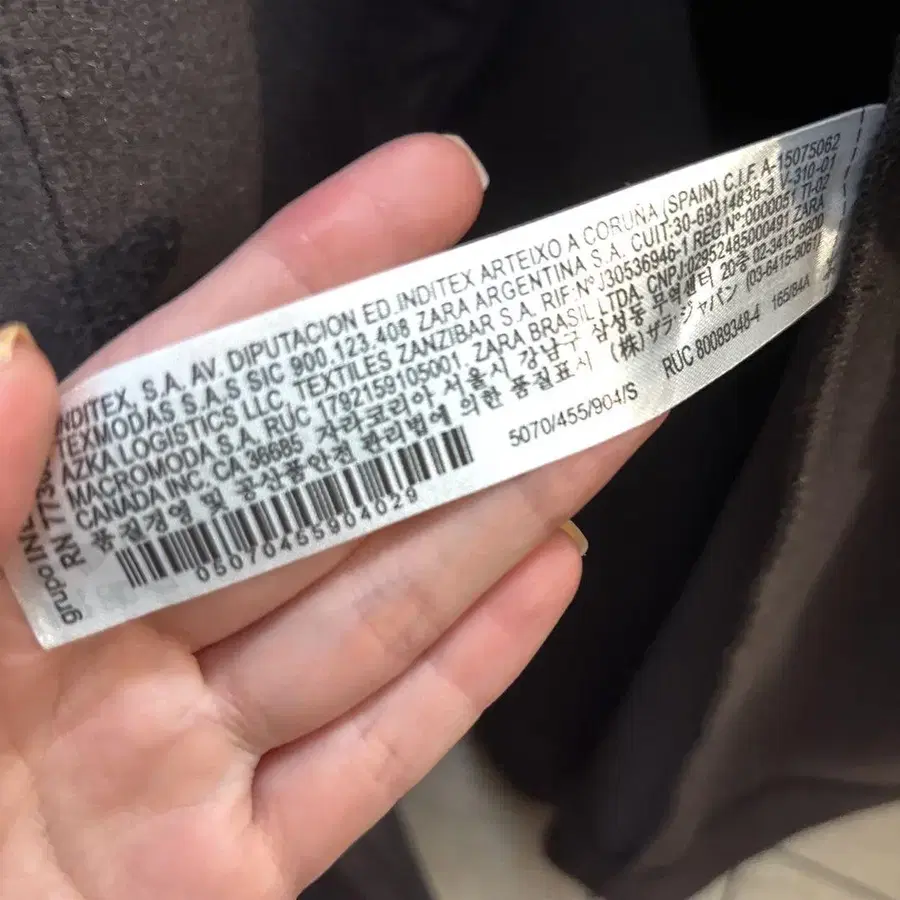 INDITEX, S.A. AV. DIPUTACION ED.INDITEX ARTEIXO A CORUÑA (SPAIN) C.I.F. A-15075062
TEXMODAS S.A.S SIC 900.123.408 ZARA ARGENTINA S.A. CUIT:30-69314836-3 V-310-01
AZKA LOGISTICS LLC, TEXTILES ZANZIBAR S.A. RIF-Nº J30536946-1 REG.Nº-0000051 TI-02
MACROMODA S.A. RUC 1792159105001, ZARA BRASIL LTDA. CNPJ:02952485000491 ZARA
CANADA INC. CA 36685 자라코리아 서울시 강남구 삼성동 무역센터 20층 02-3413-9800
품질경영 및 공산품안전 관리법에 의한 품질표시 (株)ザラ・ジャパン (03-6415-8061)
grupo
RN 7730
05070455904029
5070/455/904/S
RUC 80089348-4
165/84A